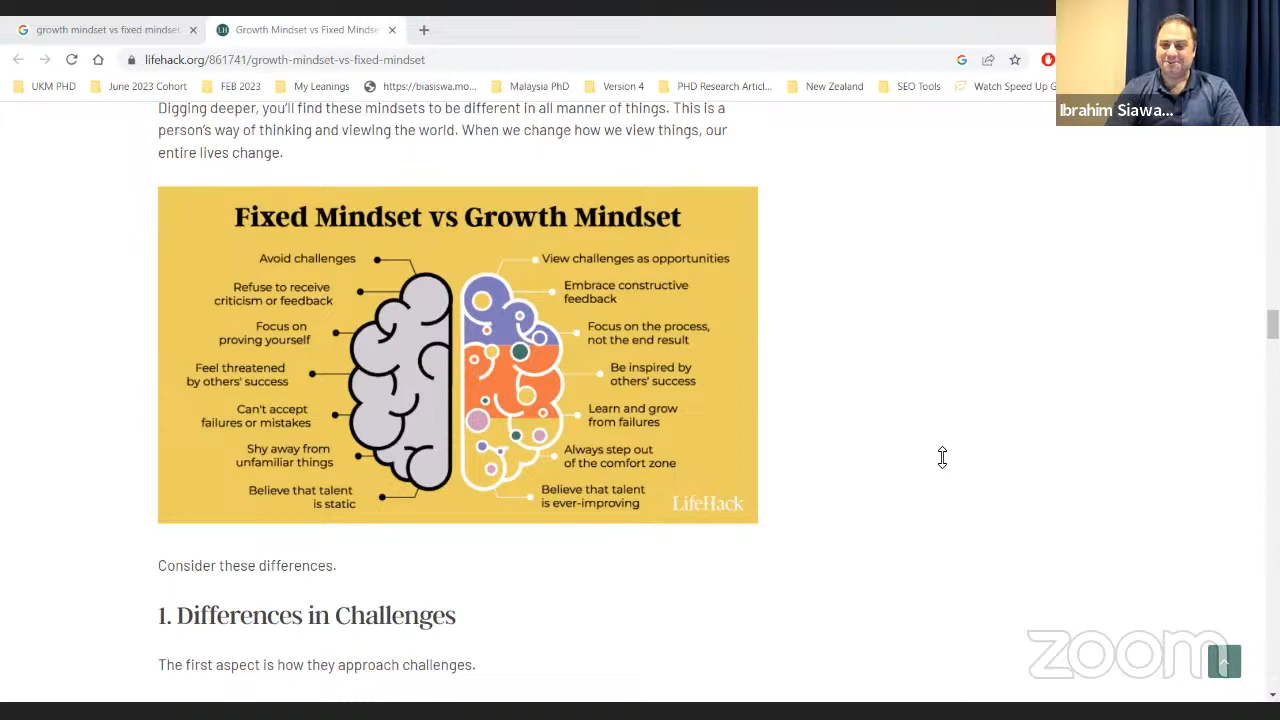 growth mindset vs fixed mindset
Growth Mindset vs Fixed Mindse
lifehack.org/861741/growth-mindset-vs-fixed-mindset
UKM PHD
June 2023 Cohort
FEB 2023
My Leanings
https://biasiswa.mo...
Malaysia PhD
Version 4
PHD Research Articl...
New Zealand
SEO Tools
Watch Speed Up G
Ibrahim Siawa...
Digging deeper, you'll find these mindsets to be different in all manner of things. This is a
person's way of thinking and viewing the world. When we change how we view things, our
entire lives change.
Fixed Mindset vs Growth Mindset
Avoid challenges
Refuse to receive
criticism or feedback
Focus on
proving yourself
Feel threatened
by others' success
Can't accept
failures or mistakes
Shy away from
unfamiliar things
Believe that talent
is static
View challenges as opportunities
Embrace constructive
feedback
Focus on the process,
not the end result
Be inspired by
others' success
Learn and grow
from failures
Always step out
of the comfort zone
Believe that talent
is ever-improving
LifeHack
Consider these differences.
1. Differences in Challenges
The first aspect is how they approach challenges.
zoom